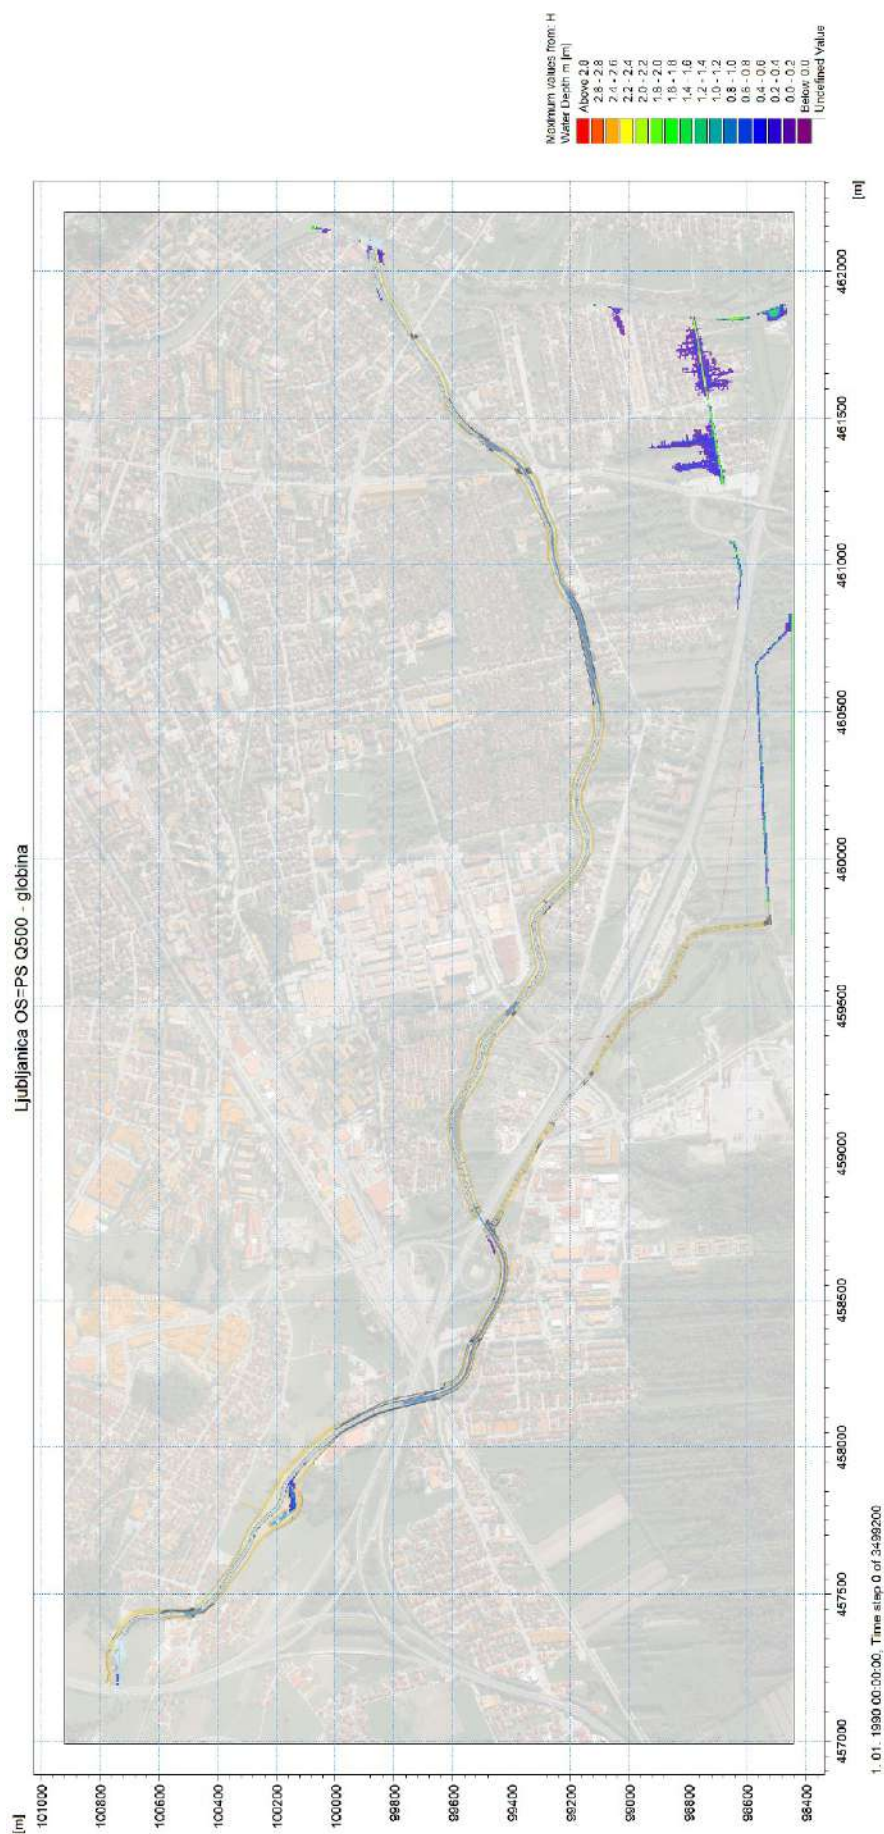 Ljubljanica OS=PS Q500 - globina
[m]
101000
100800
100600
100400
100200
100000
99800
99600
99400
99200
99000
98800
98600
98400
457000
457500
458000
458500
459000
459500
460000
460500
461000
461500
462000
[m]
Maximum values from: H
Water Depth m [m]
Above 2.8
2.6 - 2.8
2.4 - 2.6
2.2 - 2.4
2.0 - 2.2
1.8 - 2.0
1.6 - 1.8
1.4 - 1.6
1.2 - 1.4
1.0 - 1.2
0.8 - 1.0
0.6 - 0.8
0.4 - 0.6
0.2 - 0.4
0.0 - 0.2
Below 0.0
Undefined Value
1. 01. 1990 00:00:00, Time step 0 of 3499200